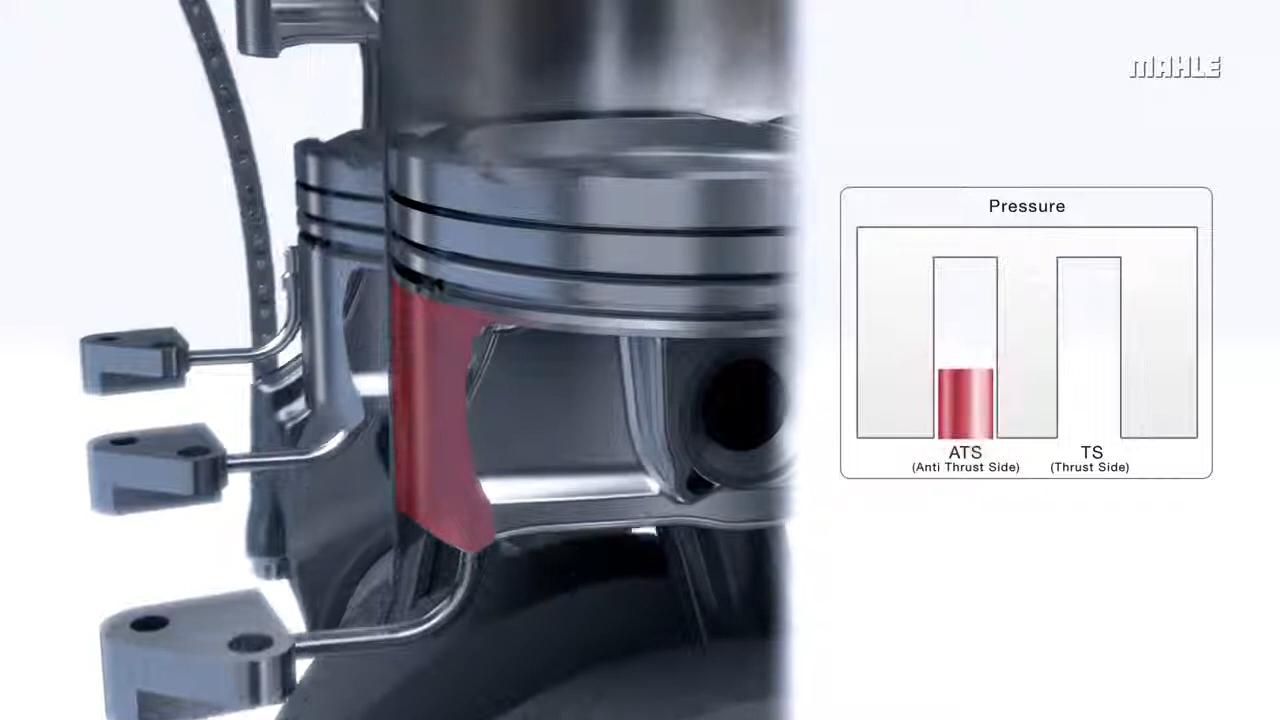 MAHLE
Pressure
ATS
(Anti Thrust Side)
TS
(Thrust Side)